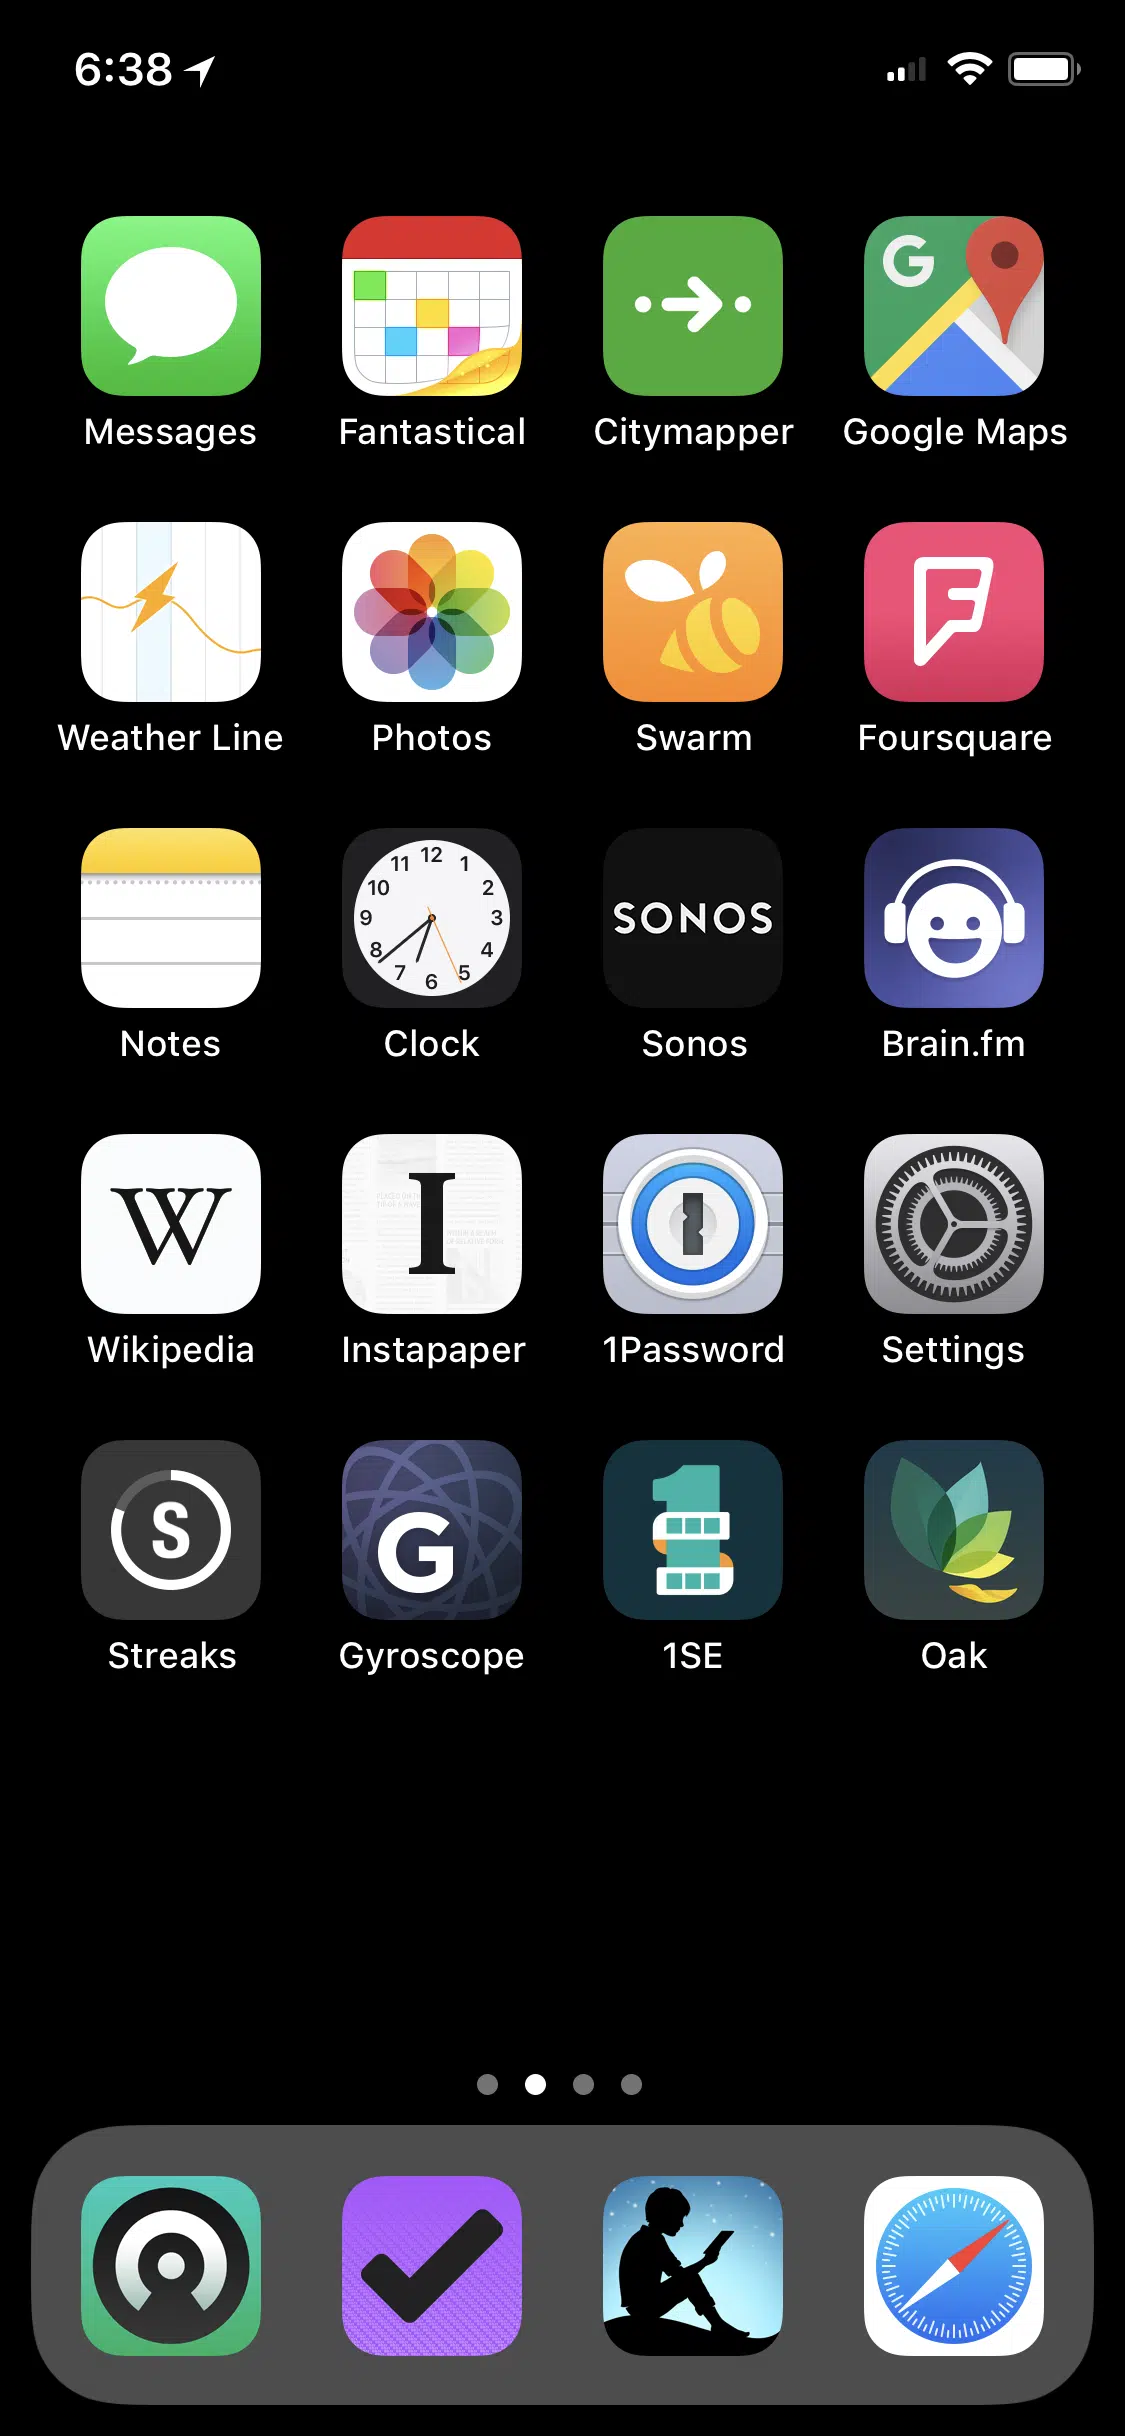 6:38
Messages Fantastical Citymapper Google Maps
Weather Line Photos Swarm Foursquare
12
11 1
10 2
9 3
8 4
7 5
6
SONOS
Notes Clock Sonos Brain.fm
W I
Wikipedia Instapaper 1Password Settings
S G 1SE
Streaks Gyroscope 1SE Oak